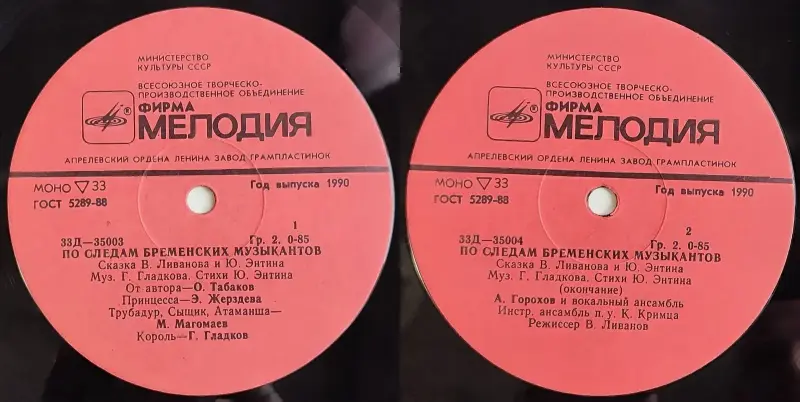 МИНИСТЕРСТВО
КУЛЬТУРЫ СССР
ВСЕСОЮЗНОЕ ТВОРЧЕСКО-
ПРОИЗВОДСТВЕННОЕ ОБЪЕДИНЕНИЕ
®
ФИРМА
МЕЛОДИЯ
АПРЕЛЕВСКИЙ ОРДЕНА ЛЕНИНА ЗАВОД ГРАМПЛАСТИНОК
МОНО ▽ 33
Год выпуска 1990
ГОСТ 5289-88
1
33Д—35003
Гр. 2. 0-85
ПО СЛЕДАМ БРЕМЕНСКИХ МУЗЫКАНТОВ
Сказка В. Ливанова и Ю. Энтина
Муз. Г. Гладкова. Стихи Ю. Энтина
От автора—О. Табаков
Принцесса—Э. Жерздева
Трубадур, Сыщик, Атаманша—
М. Магомаев
Король—Г. Гладков
МИНИСТЕРСТВО
КУЛЬТУРЫ СССР
ВСЕСОЮЗНОЕ ТВОРЧЕСКО-
ПРОИЗВОДСТВЕННОЕ ОБЪЕДИНЕНИЕ
®
ФИРМА
МЕЛОДИЯ
АПРЕЛЕВСКИЙ ОРДЕНА ЛЕНИНА ЗАВОД ГРАМПЛАСТИНОК
МОНО ▽ 33
Год выпуска 1990
ГОСТ 5289-88
2
33Д—35004
Гр. 2. 0-85
ПО СЛЕДАМ БРЕМЕНСКИХ МУЗЫКАНТОВ
Сказка В. Ливанова и Ю. Энтина
Муз. Г. Гладкова. Стихи Ю. Энтина
(окончание)
А. Горохов и вокальный ансамбль
Инстр. ансамбль п. у. К. Кримца
Режиссер В. Ливанов